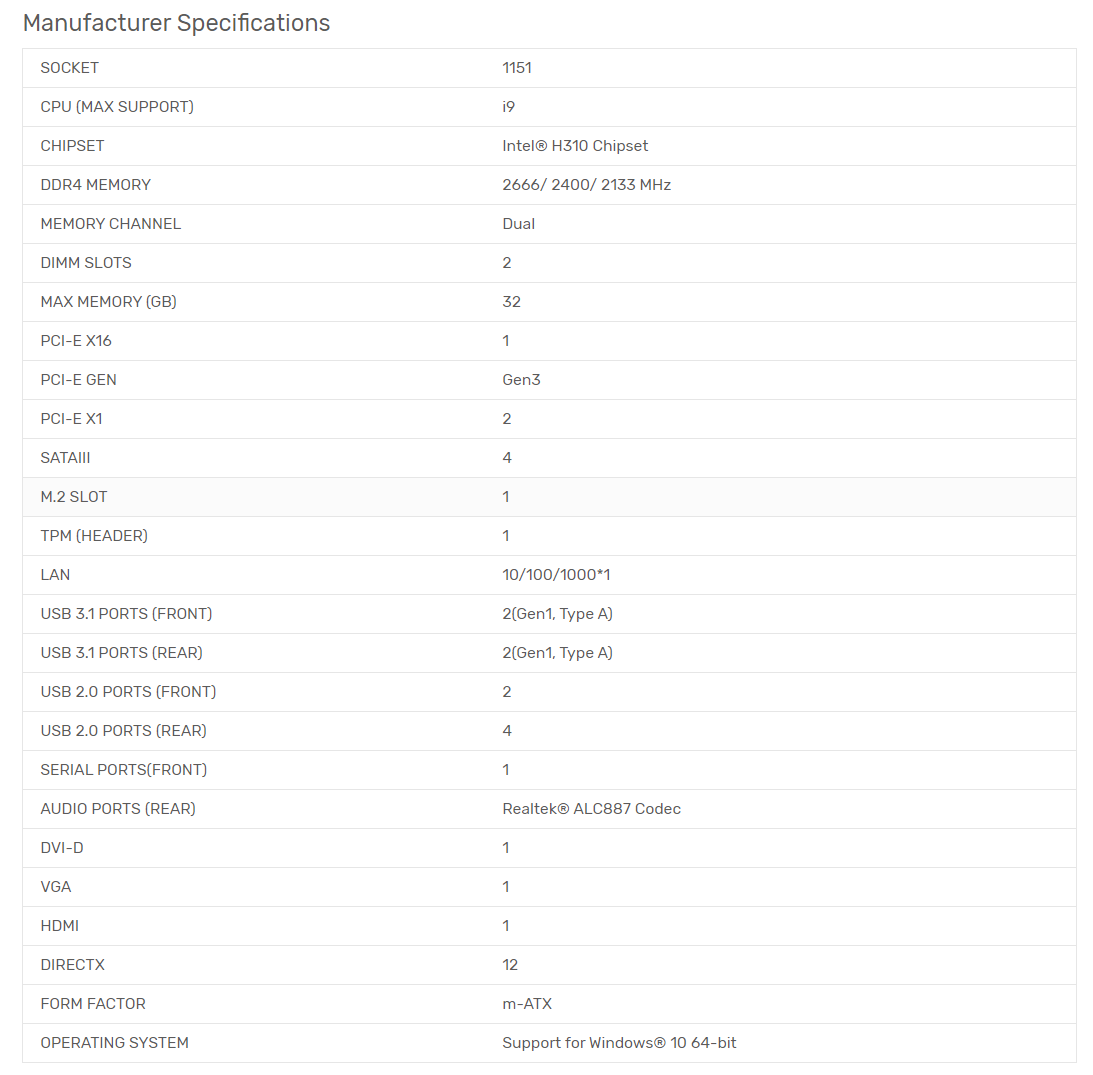 Manufacturer Specifications
SOCKET 1151
CPU (MAX SUPPORT) i9
CHIPSET Intel® H310 Chipset
DDR4 MEMORY 2666/ 2400/ 2133 MHz
MEMORY CHANNEL Dual
DIMM SLOTS 2
MAX MEMORY (GB) 32
PCI-E X16 1
PCI-E GEN Gen3
PCI-E X1 2
SATAIII 4
M.2 SLOT 1
TPM (HEADER) 1
LAN 10/100/1000*1
USB 3.1 PORTS (FRONT) 2(Gen1, Type A)
USB 3.1 PORTS (REAR) 2(Gen1, Type A)
USB 2.0 PORTS (FRONT) 2
USB 2.0 PORTS (REAR) 4
SERIAL PORTS(FRONT) 1
AUDIO PORTS (REAR) Realtek® ALC887 Codec
DVI-D 1
VGA 1
HDMI 1
DIRECTX 12
FORM FACTOR m-ATX
OPERATING SYSTEM Support for Windows® 10 64-bit